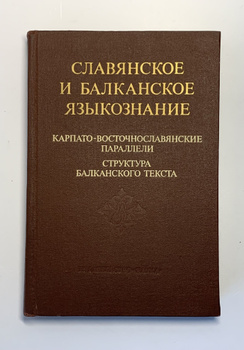 СЛАВЯНСКОЕ
И БАЛКАНСКОЕ
ЯЗЫКОЗНАНИЕ
КАРПАТО-ВОСТОЧНОСЛАВЯНСКИЕ
ПАРАЛЛЕЛИ
СТРУКТУРА
БАЛКАНСКОГО ТЕКСТА